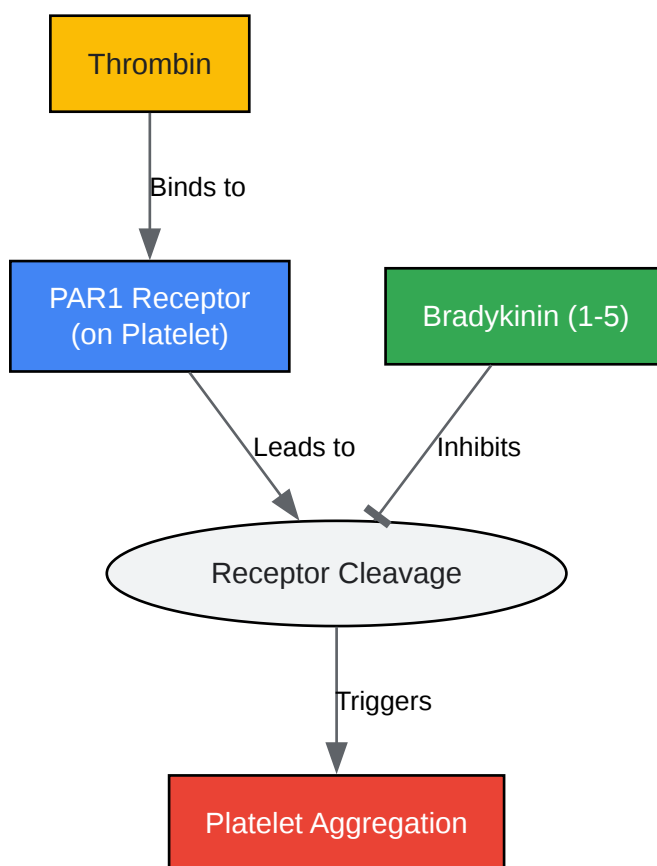 Thrombin
Binds to
PAR1 Receptor
(on Platelet)
Bradykinin (1-5)
Leads to
Inhibits
Receptor Cleavage
Triggers
Platelet Aggregation